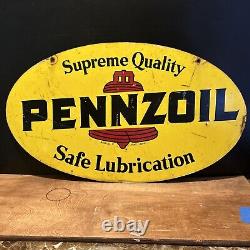 Supreme Quality
PENNZOIL
Safe Lubrication